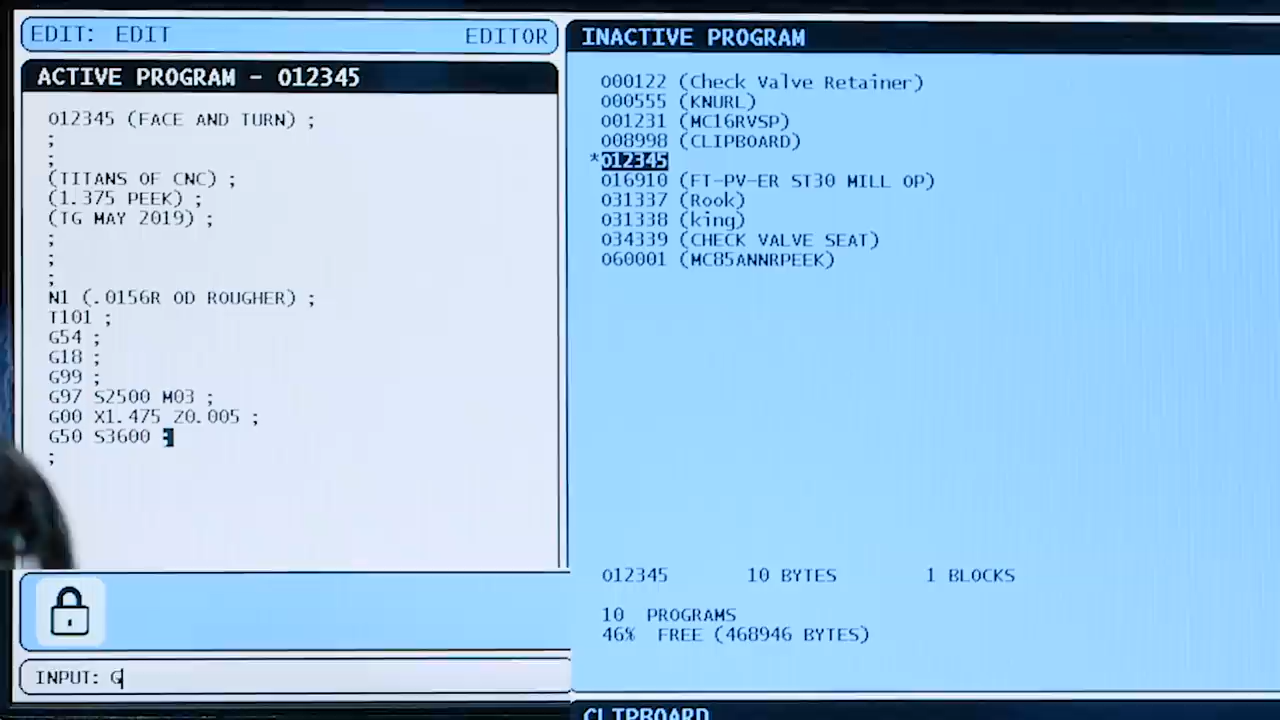 EDIT: EDIT EDITOR
ACTIVE PROGRAM - O12345
O12345 (FACE AND TURN) ;
;
;
(TITANS OF CNC) ;
(1.375 PEEK) ;
(TG MAY 2019) ;
;
;
;
N1 (.0156R OD ROUGHER) ;
T101 ;
G54 ;
G18 ;
G99 ;
G97 S2500 M03 ;
G00 X1.475 Z0.005 ;
G50 S3600 ;
;
INPUT: G
INACTIVE PROGRAM
O00122 (Check Valve Retainer)
O00555 (KNURL)
O01231 (MC16RVSP)
O08998 (CLIPBOARD)
*O12345
O16910 (FT-PV-ER ST30 MILL OP)
O31337 (Rook)
O31338 (king)
O34339 (CHECK VALVE SEAT)
O60001 (MC85ANNRPEEK)
O12345 10 BYTES 1 BLOCKS
10 PROGRAMS
46% FREE (468946 BYTES)
CLIPBOARD